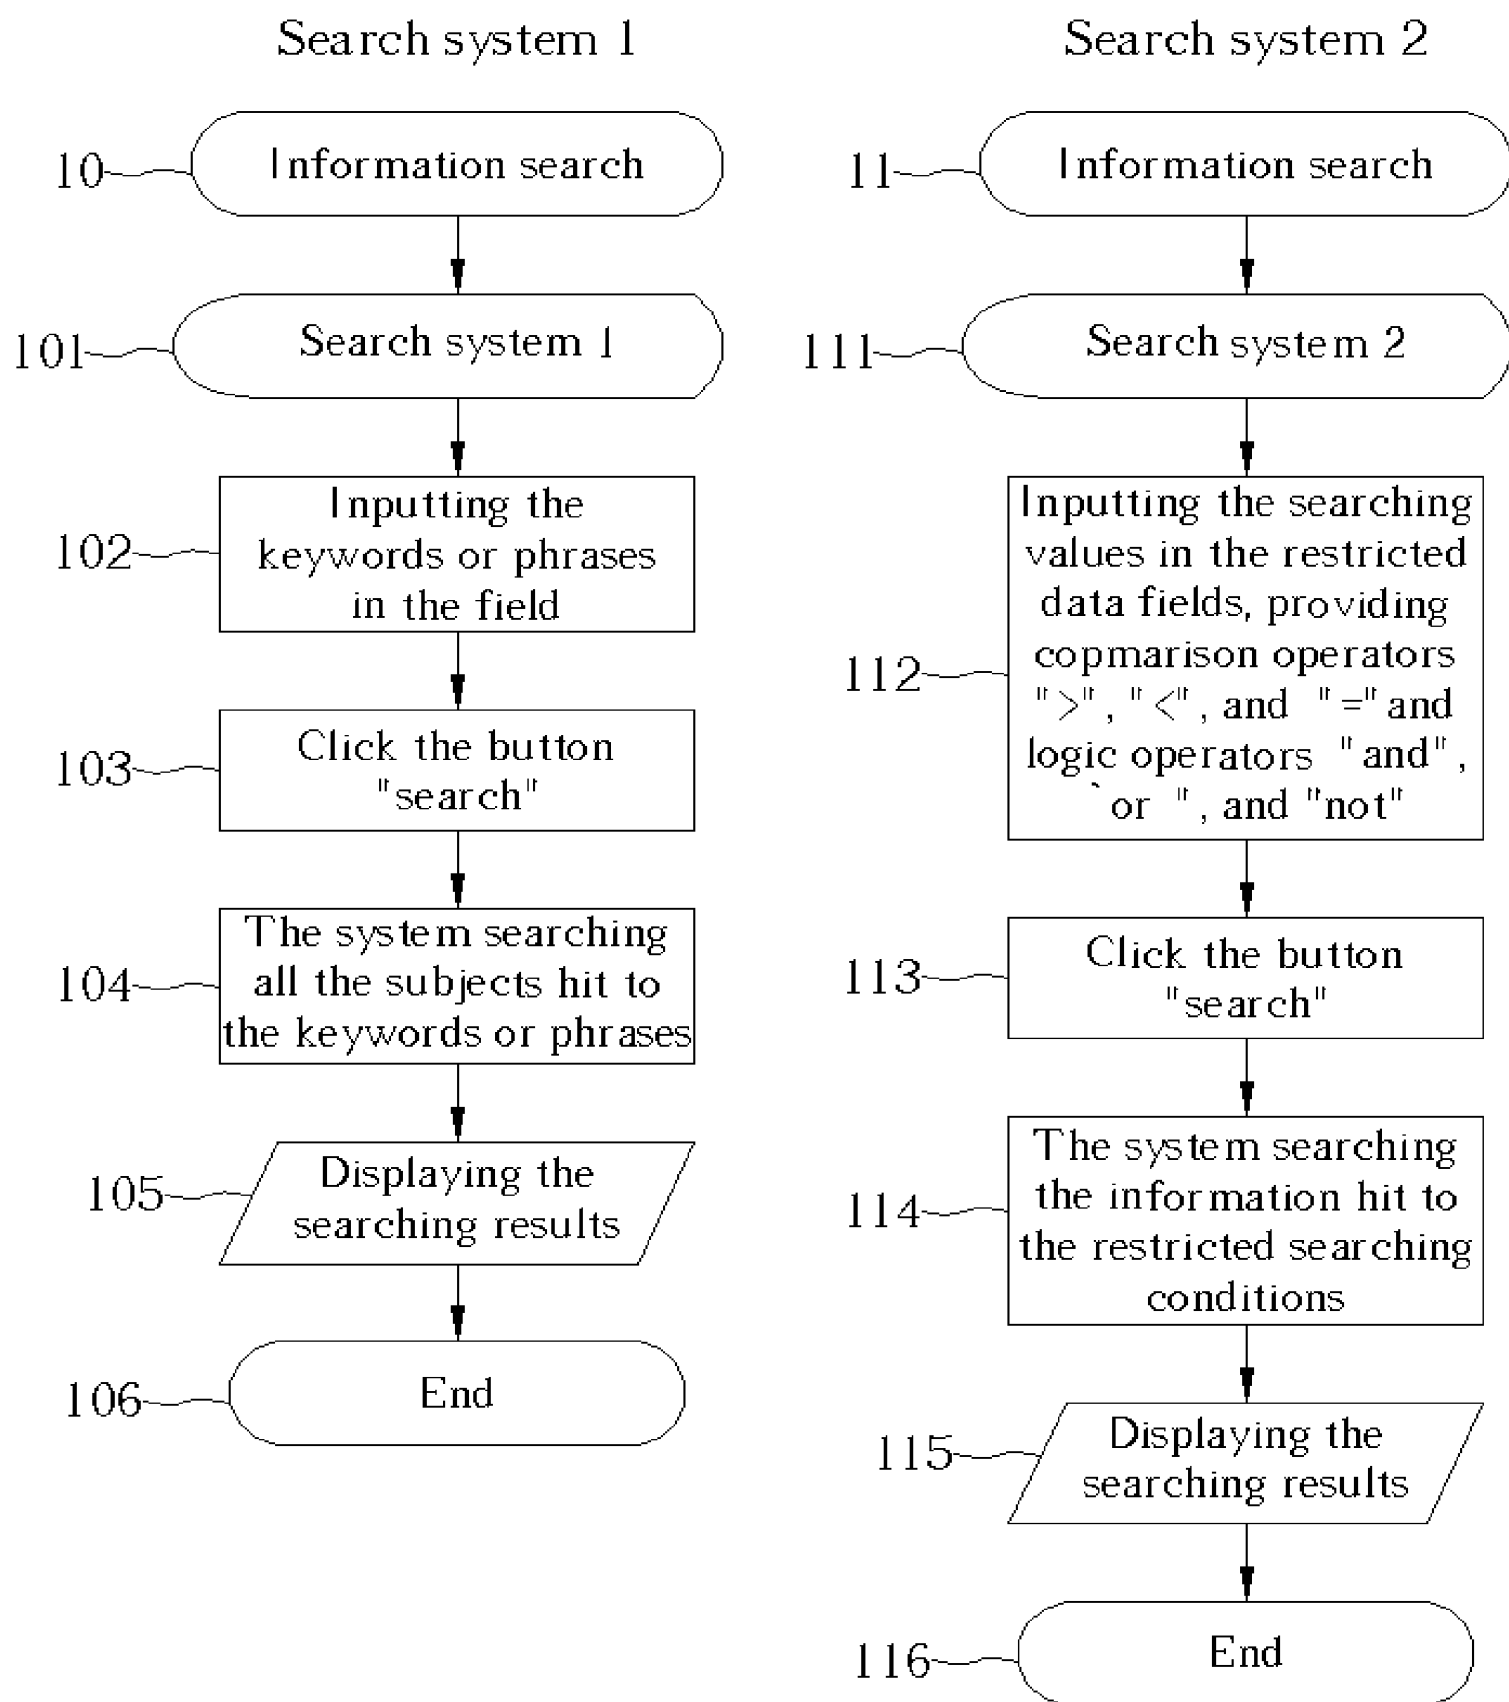 Search system 1
10
Information search
101
Search system 1
102
Inputting the
keywords or phrases
in the field
103
Click the button
"search"
104
The system searching
all the subjects hit to
the keywords or phrases
105
Displaying the
searching results
106
End
Search system 2
11
Information search
111
Search system 2
112
Inputting the searching
values in the restricted
data fields, providing
copmarison operators
">", "<", and "="and
logic operators "and",
`or ", and "not"
113
Click the button
"search"
114
The system searching
the information hit to
the restricted searching
conditions
115
Displaying the
searching results
116
End